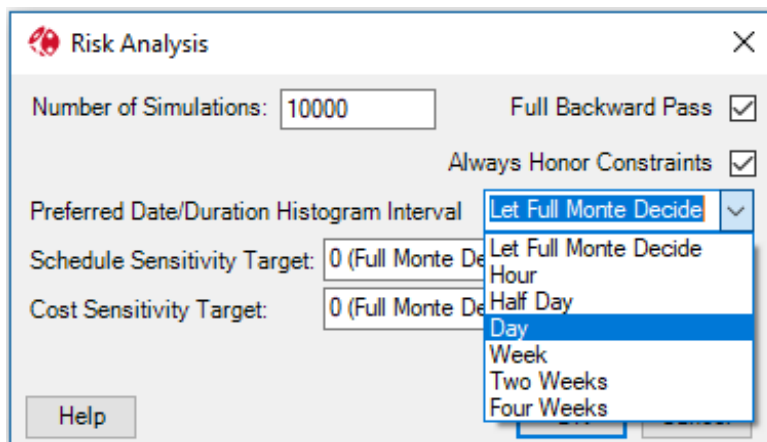 Risk Analysis
Number of Simulations: 10000 Full Backward Pass
Always Honor Constraints
Preferred Date/Duration Histogram Interval Let Full Monte Decide
Schedule Sensitivity Target: 0 (Full Monte De
Let Full Monte Decide
Hour
Half Day
Cost Sensitivity Target: 0 (Full Monte De
Day
Week
Two Weeks
Four Weeks
Help